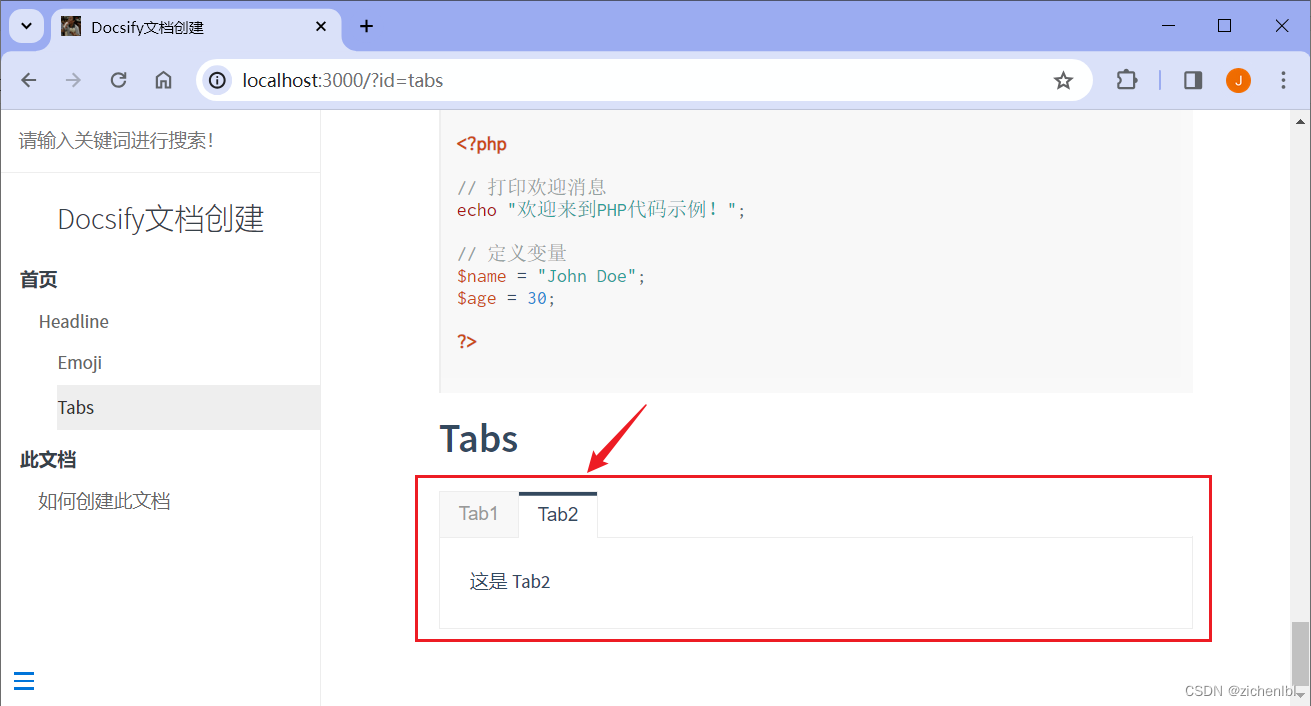 Docsify文档创建
localhost:3000/?id=tabs
J
请输入关键词进行搜索!
Docsify文档创建
首页
Headline
Emoji
Tabs
此文档
如何创建此文档
<?php
// 打印欢迎消息
echo "欢迎来到PHP代码示例! ";
// 定义变量
$name = "John Doe";
$age = 30;
?>
Tabs
Tab1 Tab2
这是 Tab2
CSDN @zichenlbl